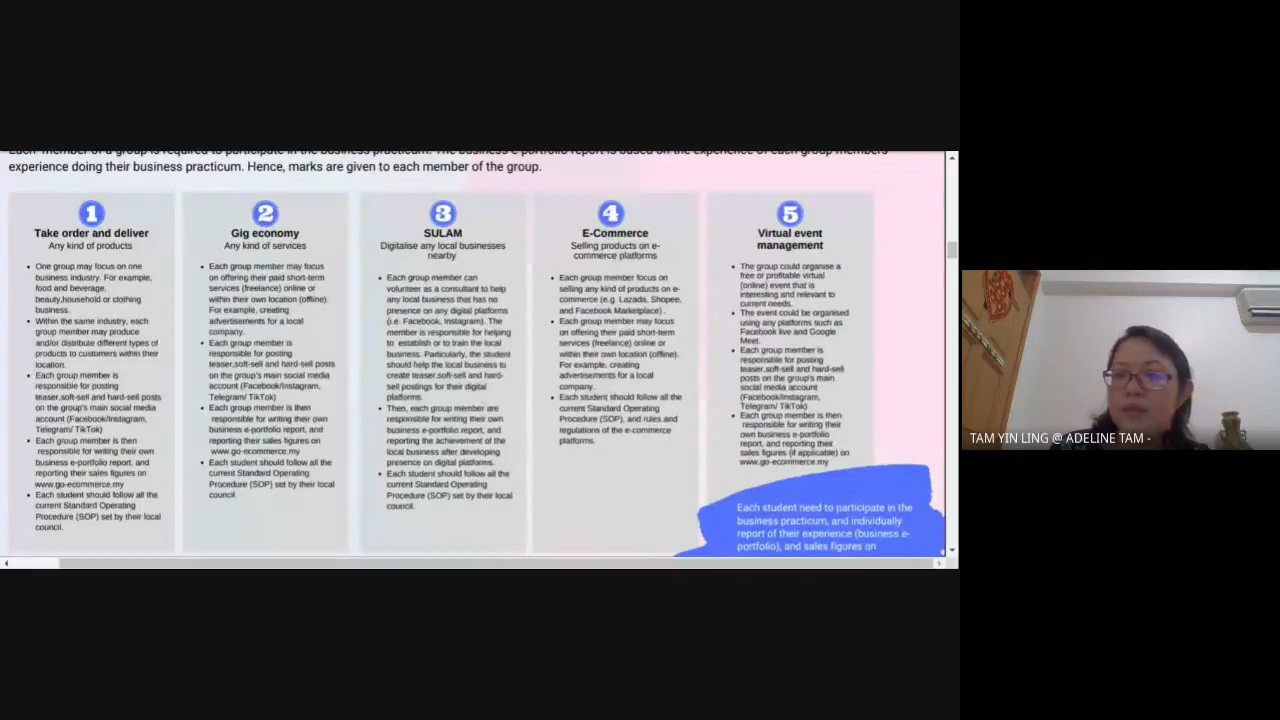 experience doing their business practicum. Hence, marks are given to each member of the group.
1
Take order and deliver
Any kind of products
• One group may focus on one
business industry. For example,
food and beverage,
beauty,household or clothing
business.
• Within the same industry, each
group member may produce
and/or distribute different types of
products to customers within their
location.
• Each group member is
responsible for posting
teaser,soft-sell and hard-sell posts
on the group's main social media
account (Facebook/Instagram,
Telegram/ TikTok)
• Each group member is then
responsible for writing their own
business e-portfolio report, and
reporting their sales figures on
www.go-ecommerce.my
• Each student should follow all the
current Standard Operating
Procedure (SOP) set by their local
council.
2
Gig economy
Any kind of services
• Each group member may focus
on offering their paid short-term
services (freelance) online or
within their own location (offline).
For example, creating
advertisements for a local
company.
• Each group member is
responsible for posting
teaser,soft-sell and hard-sell posts
on the group's main social media
account (Facebook/Instagram,
Telegram/ TikTok)
• Each group member is then
responsible for writing their own
business e-portfolio report, and
reporting their sales figures on
www.go-ecommerce.my
• Each student should follow all the
current Standard Operating
Procedure (SOP) set by their local
council.
3
SULAM
Digitalise any local businesses
nearby
• Each group member can
volunteer as a consultant to help
any local business that has no
presence on any digital platforms
(i.e. Facebook, Instagram). The
member is responsible for helping
to establish or to train the local
business. Particularly, the student
should help the local business to
create teaser,soft-sell and hard-
sell postings for their digital
platforms.
• Then, each group member are
responsible for writing their own
business e-portfolio report, and
reporting the achievement of the
local business after developing
presence on digital platforms.
• Each student should follow all the
current Standard Operating
Procedure (SOP) set by their local
council.
4
E-Commerce
Selling products on e-
commerce platforms
• Each group member focus on
selling any kind of products on e-
commerce (e.g. Lazada, Shopee,
and Facebook Marketplace) .
• Each group member may focus
on offering their paid short-term
services (freelance) online or
within their own location (offline).
For example, creating
advertisements for a local
company.
• Each student should follow all the
current Standard Operating
Procedure (SOP), and rules and
regulations of the e-commerce
platforms.
5
Virtual event
management
• The group could organise a
free or profitable virtual
(online) event that is
interesting and relevant to
current needs.
• The event could be organised
using any platforms such as
Facebook live and Google
Meet.
• Each group member is
responsible for posting
teaser,soft-sell and hard-sell
posts on the group's main
social media account
(Facebook/Instagram,
Telegram/ TikTok)
• Each group member is then
responsible for writing their
own business e-portfolio
report, and reporting their
sales figures (if applicable) on
www.go-ecommerce.my
Each student need to participate in the
business practicum, and individually
report of their experience (business e-
portfolio), and sales figures on
TAM YIN LING @ ADELINE TAM -